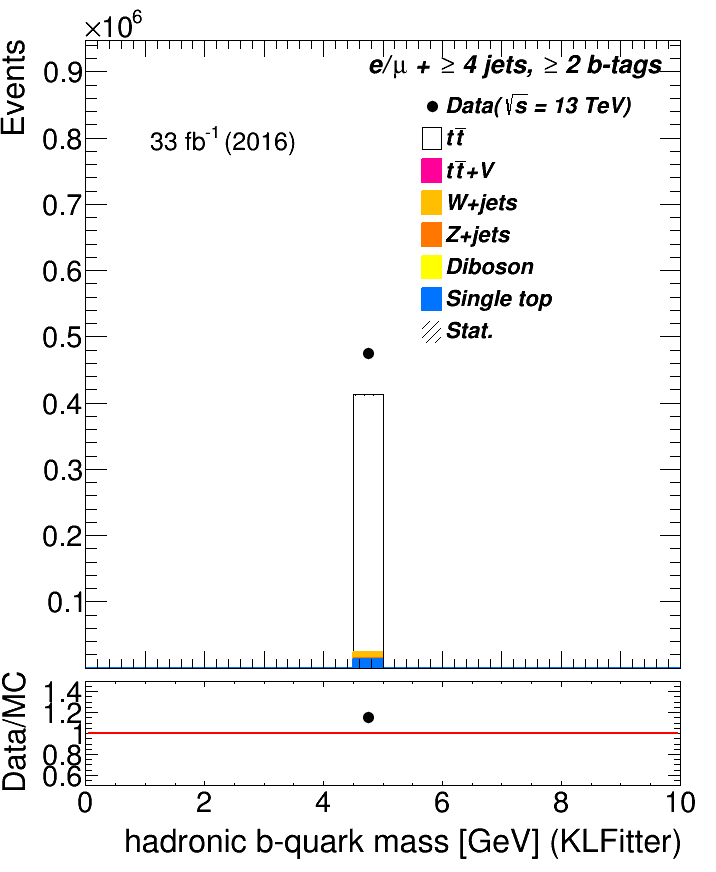 ×10⁶
Events
e/μ + ≥ 4 jets, ≥ 2 b-tags
Data(√s = 13 TeV)
33 fb⁻¹ (2016)
tt̅
tt̅+V
W+jets
Z+jets
Diboson
Single top
Stat.
0.9
0.8
0.7
0.6
0.5
0.4
0.3
0.2
0.1
Data/MC
1.4
1.2
1
0.8
0.6
0 2 4 6 8 10
hadronic b-quark mass [GeV] (KLFitter)